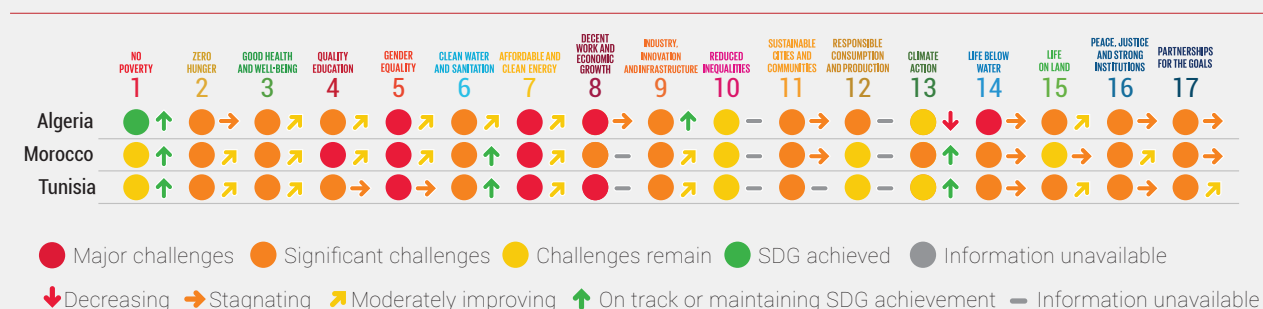 NO POVERTY
1
ZERO HUNGER
2
GOOD HEALTH AND WELL-BEING
3
QUALITY EDUCATION
4
GENDER EQUALITY
5
CLEAN WATER AND SANITATION
6
AFFORDABLE AND CLEAN ENERGY
7
DECENT WORK AND ECONOMIC GROWTH
8
INDUSTRY, INNOVATION AND INFRASTRUCTURE
9
REDUCED INEQUALITIES
10
SUSTAINABLE CITIES AND COMMUNITIES
11
RESPONSIBLE CONSUMPTION AND PRODUCTION
12
CLIMATE ACTION
13
LIFE BELOW WATER
14
LIFE ON LAND
15
PEACE, JUSTICE AND STRONG INSTITUTIONS
16
PARTNERSHIPS FOR THE GOALS
17
Algeria
Morocco
Tunisia
Major challenges Significant challenges Challenges remain SDG achieved Information unavailable
Decreasing Stagnating Moderately improving On track or maintaining SDG achievement Information unavailable